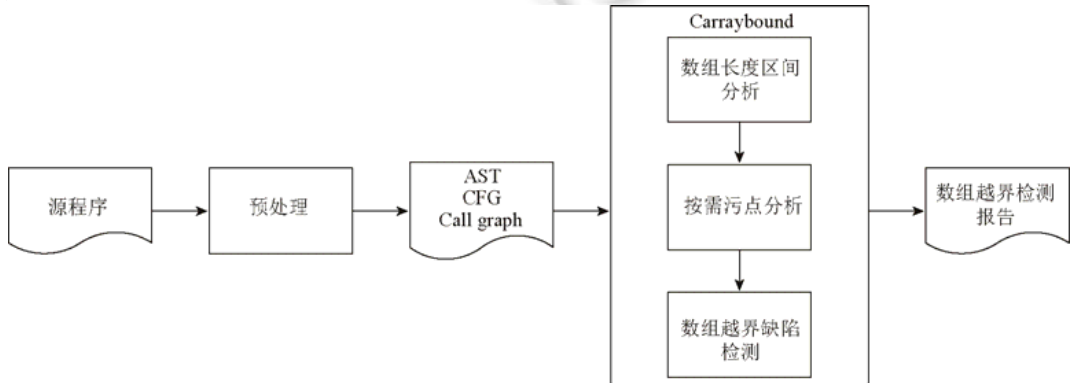 源程序
预处理
AST
CFG
Call graph
Carraybound
数组长度区间
分析
按需污点分析
数组越界缺陷
检测
数组越界检测
报告